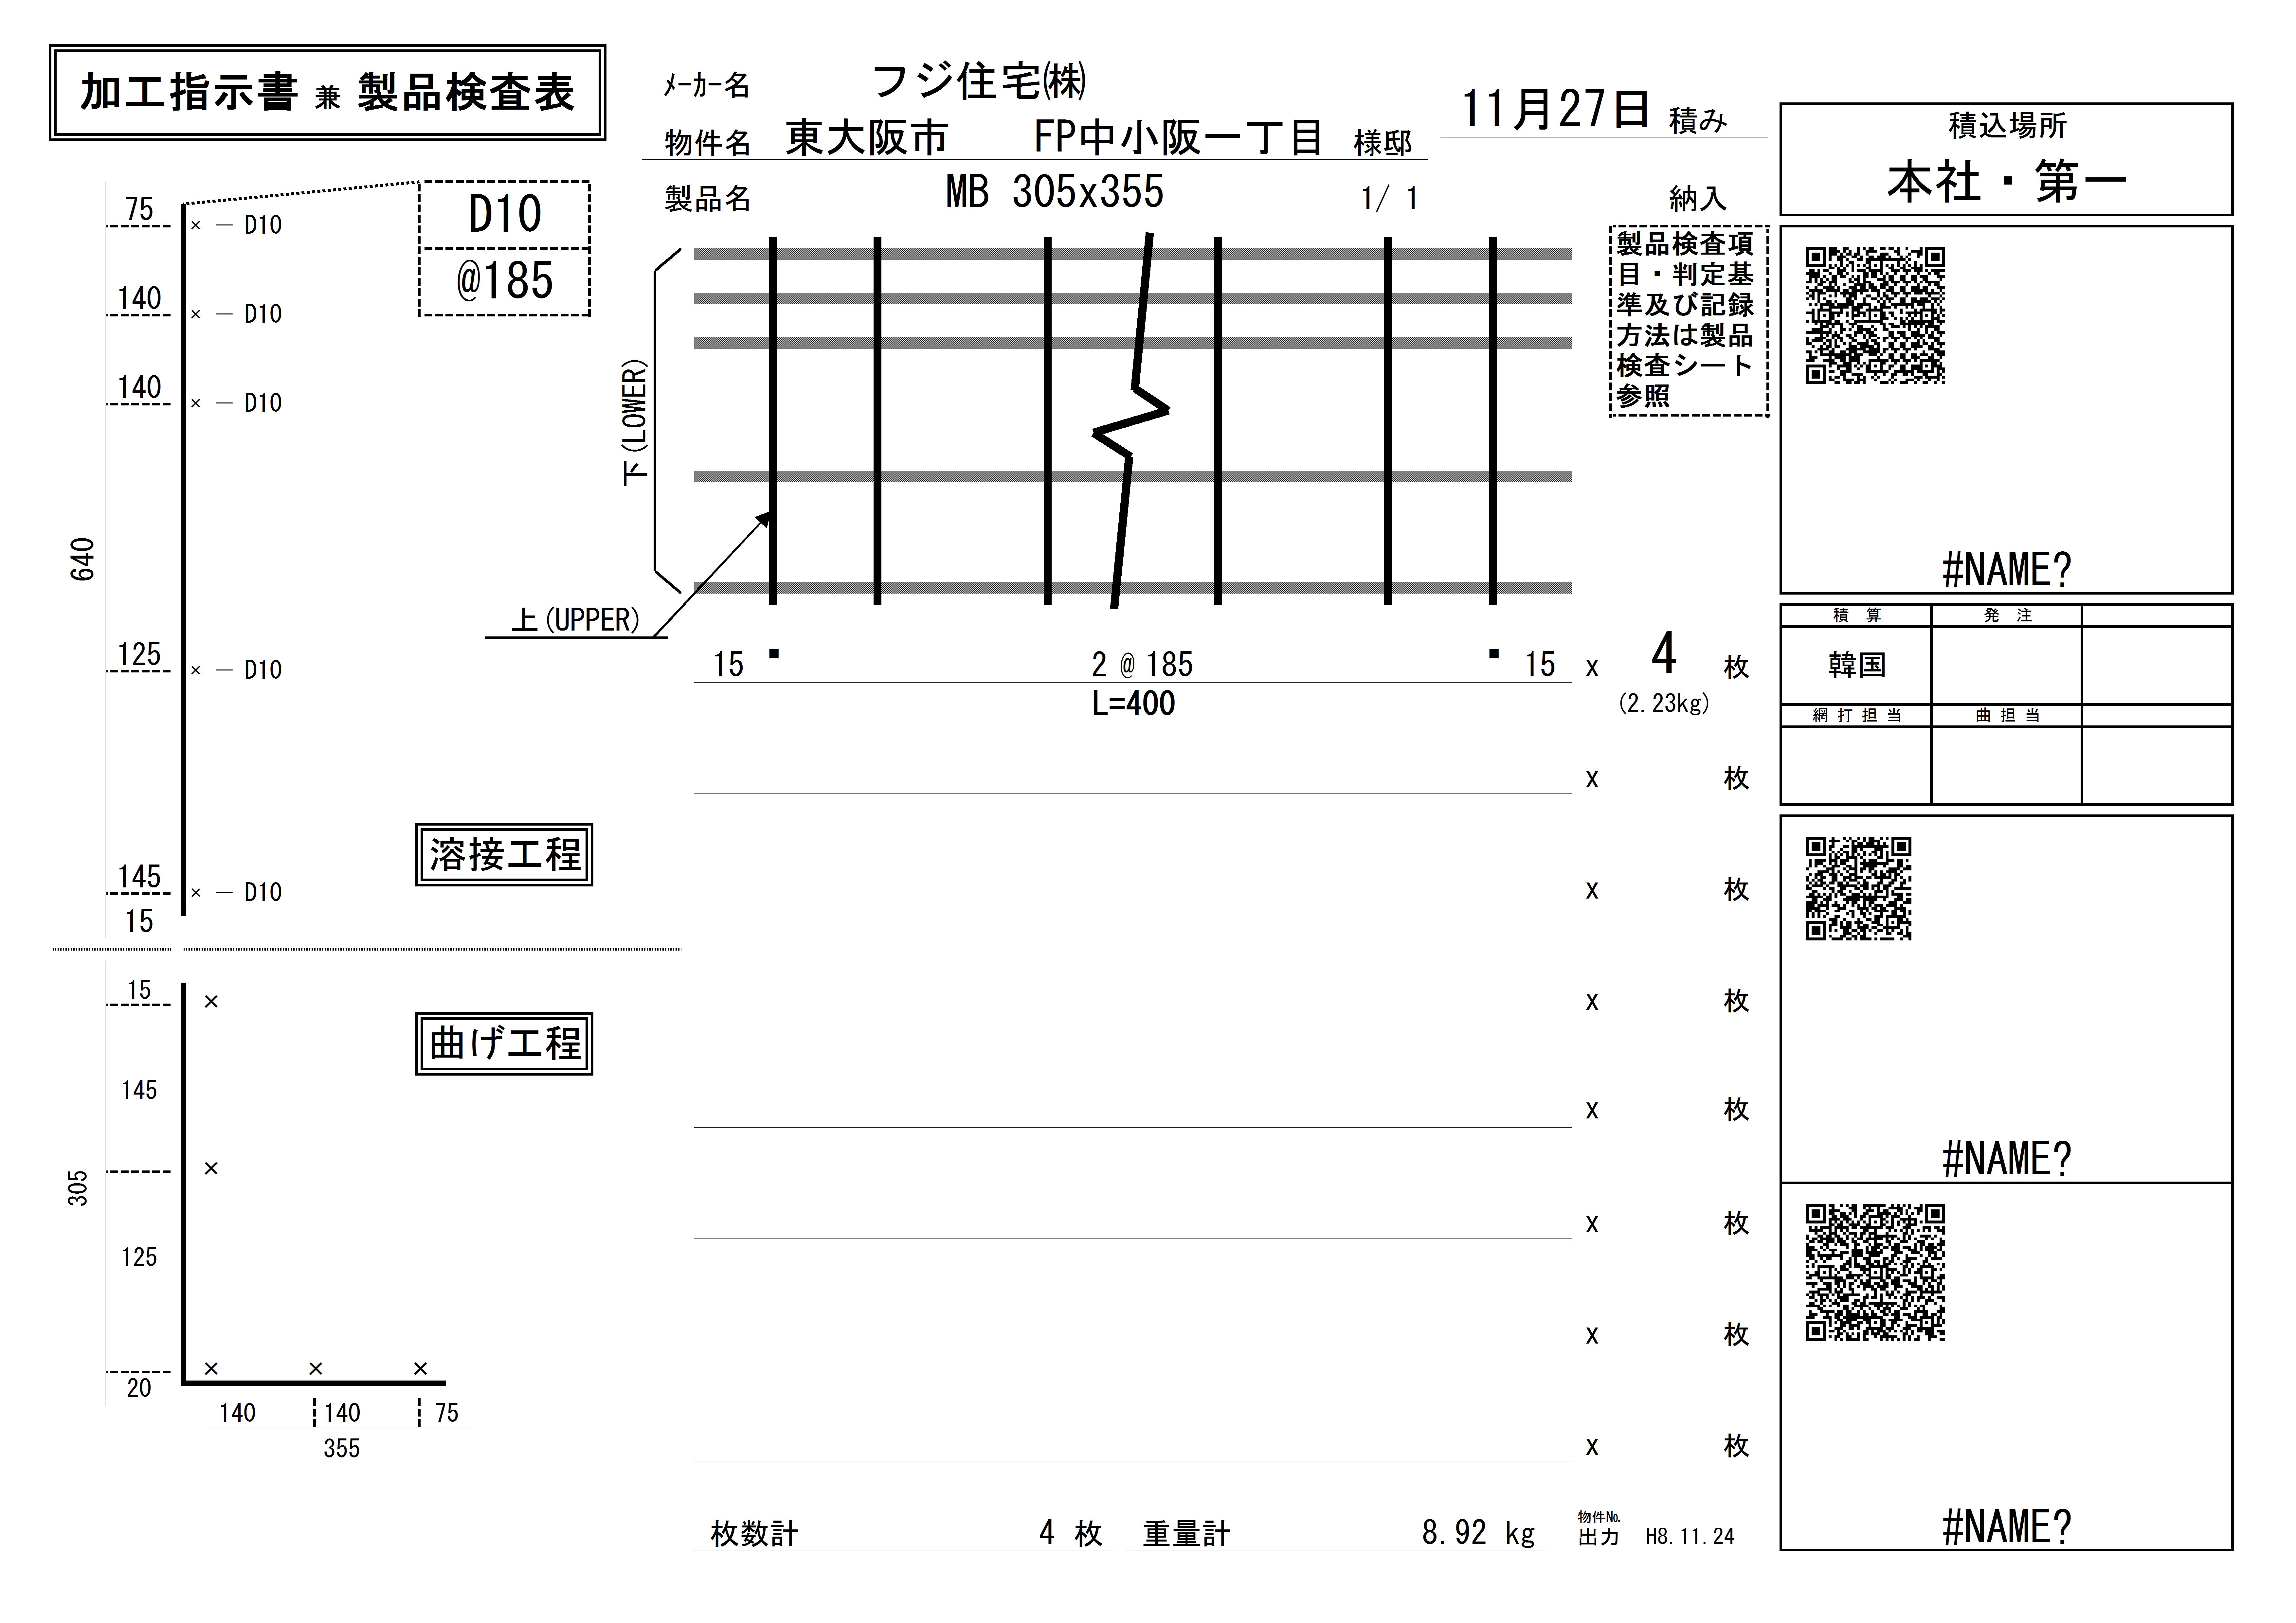 加工指示書 兼 製品検査表
ﾒｰｶｰ名 フジ住宅㈱
物件名 東大阪市 FP中小阪一丁目 様邸
製品名 MB 305x355 1/ 1
11月27日 積み
納入
積込場所
本社・第一
D10
@185
75
× — D10
140
× — D10
140
× — D10
640
125
× — D10
145
× — D10
15
下(LOWER)
上(UPPER)
製品検査項
目・判定基
準及び記録
方法は製品
検査シート
参照
#NAME?
15 ▪ 2 @ 185 ▪ 15 x 4 枚
L=400 (2.23kg)
x 枚
x 枚
x 枚
x 枚
x 枚
x 枚
x 枚
積 算 発 注
韓国
網 打 担 当 曲 担 当
溶接工程
曲げ工程
15
×
145
×
305
125
× × ×
20
140 140 75
355
#NAME?
#NAME?
枚数計 4 枚 重量計 8.92 kg
物件№
出力 H8.11.24